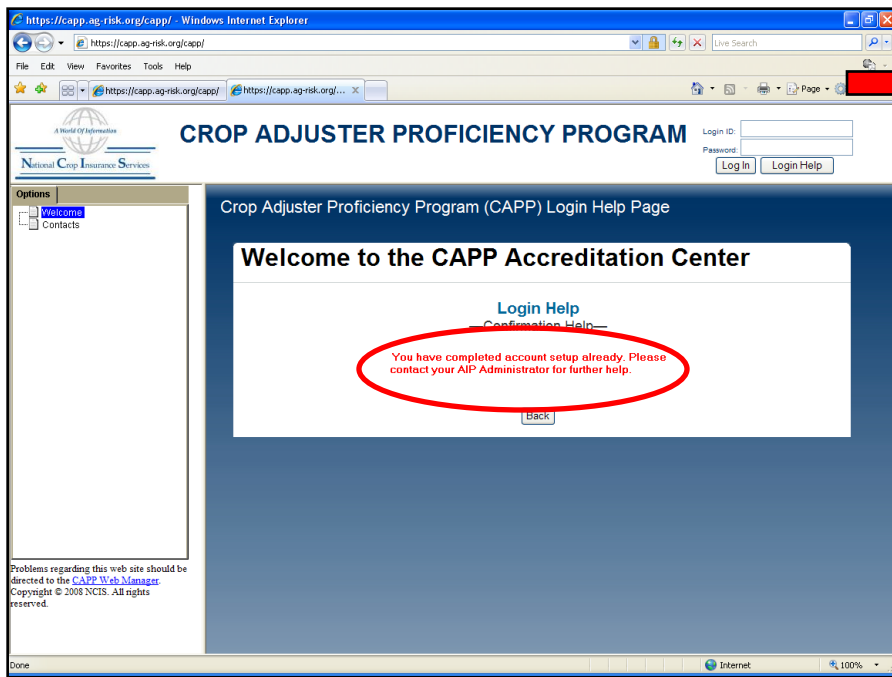 https://capp.ag-risk.org/capp/ - Windows Internet Explorer
https://capp.ag-risk.org/capp/
Live Search
File Edit View Favorites Tools Help
https://capp.ag-risk.org/capp/
https://capp.ag-risk.org/...
Page
A World Of Information
National Crop Insurance Services
CROP ADJUSTER PROFICIENCY PROGRAM
Login ID:
Password:
Log In
Login Help
Options
Welcome
Contacts
Crop Adjuster Proficiency Program (CAPP) Login Help Page
Welcome to the CAPP Accreditation Center
Login Help
—Confirmation Help—
You have completed account setup already. Please
contact your AIP Administrator for further help.
Back
Problems regarding this web site should be
directed to the CAPP Web Manager.
Copyright © 2008 NCIS. All rights
reserved.
Done
Internet
100%